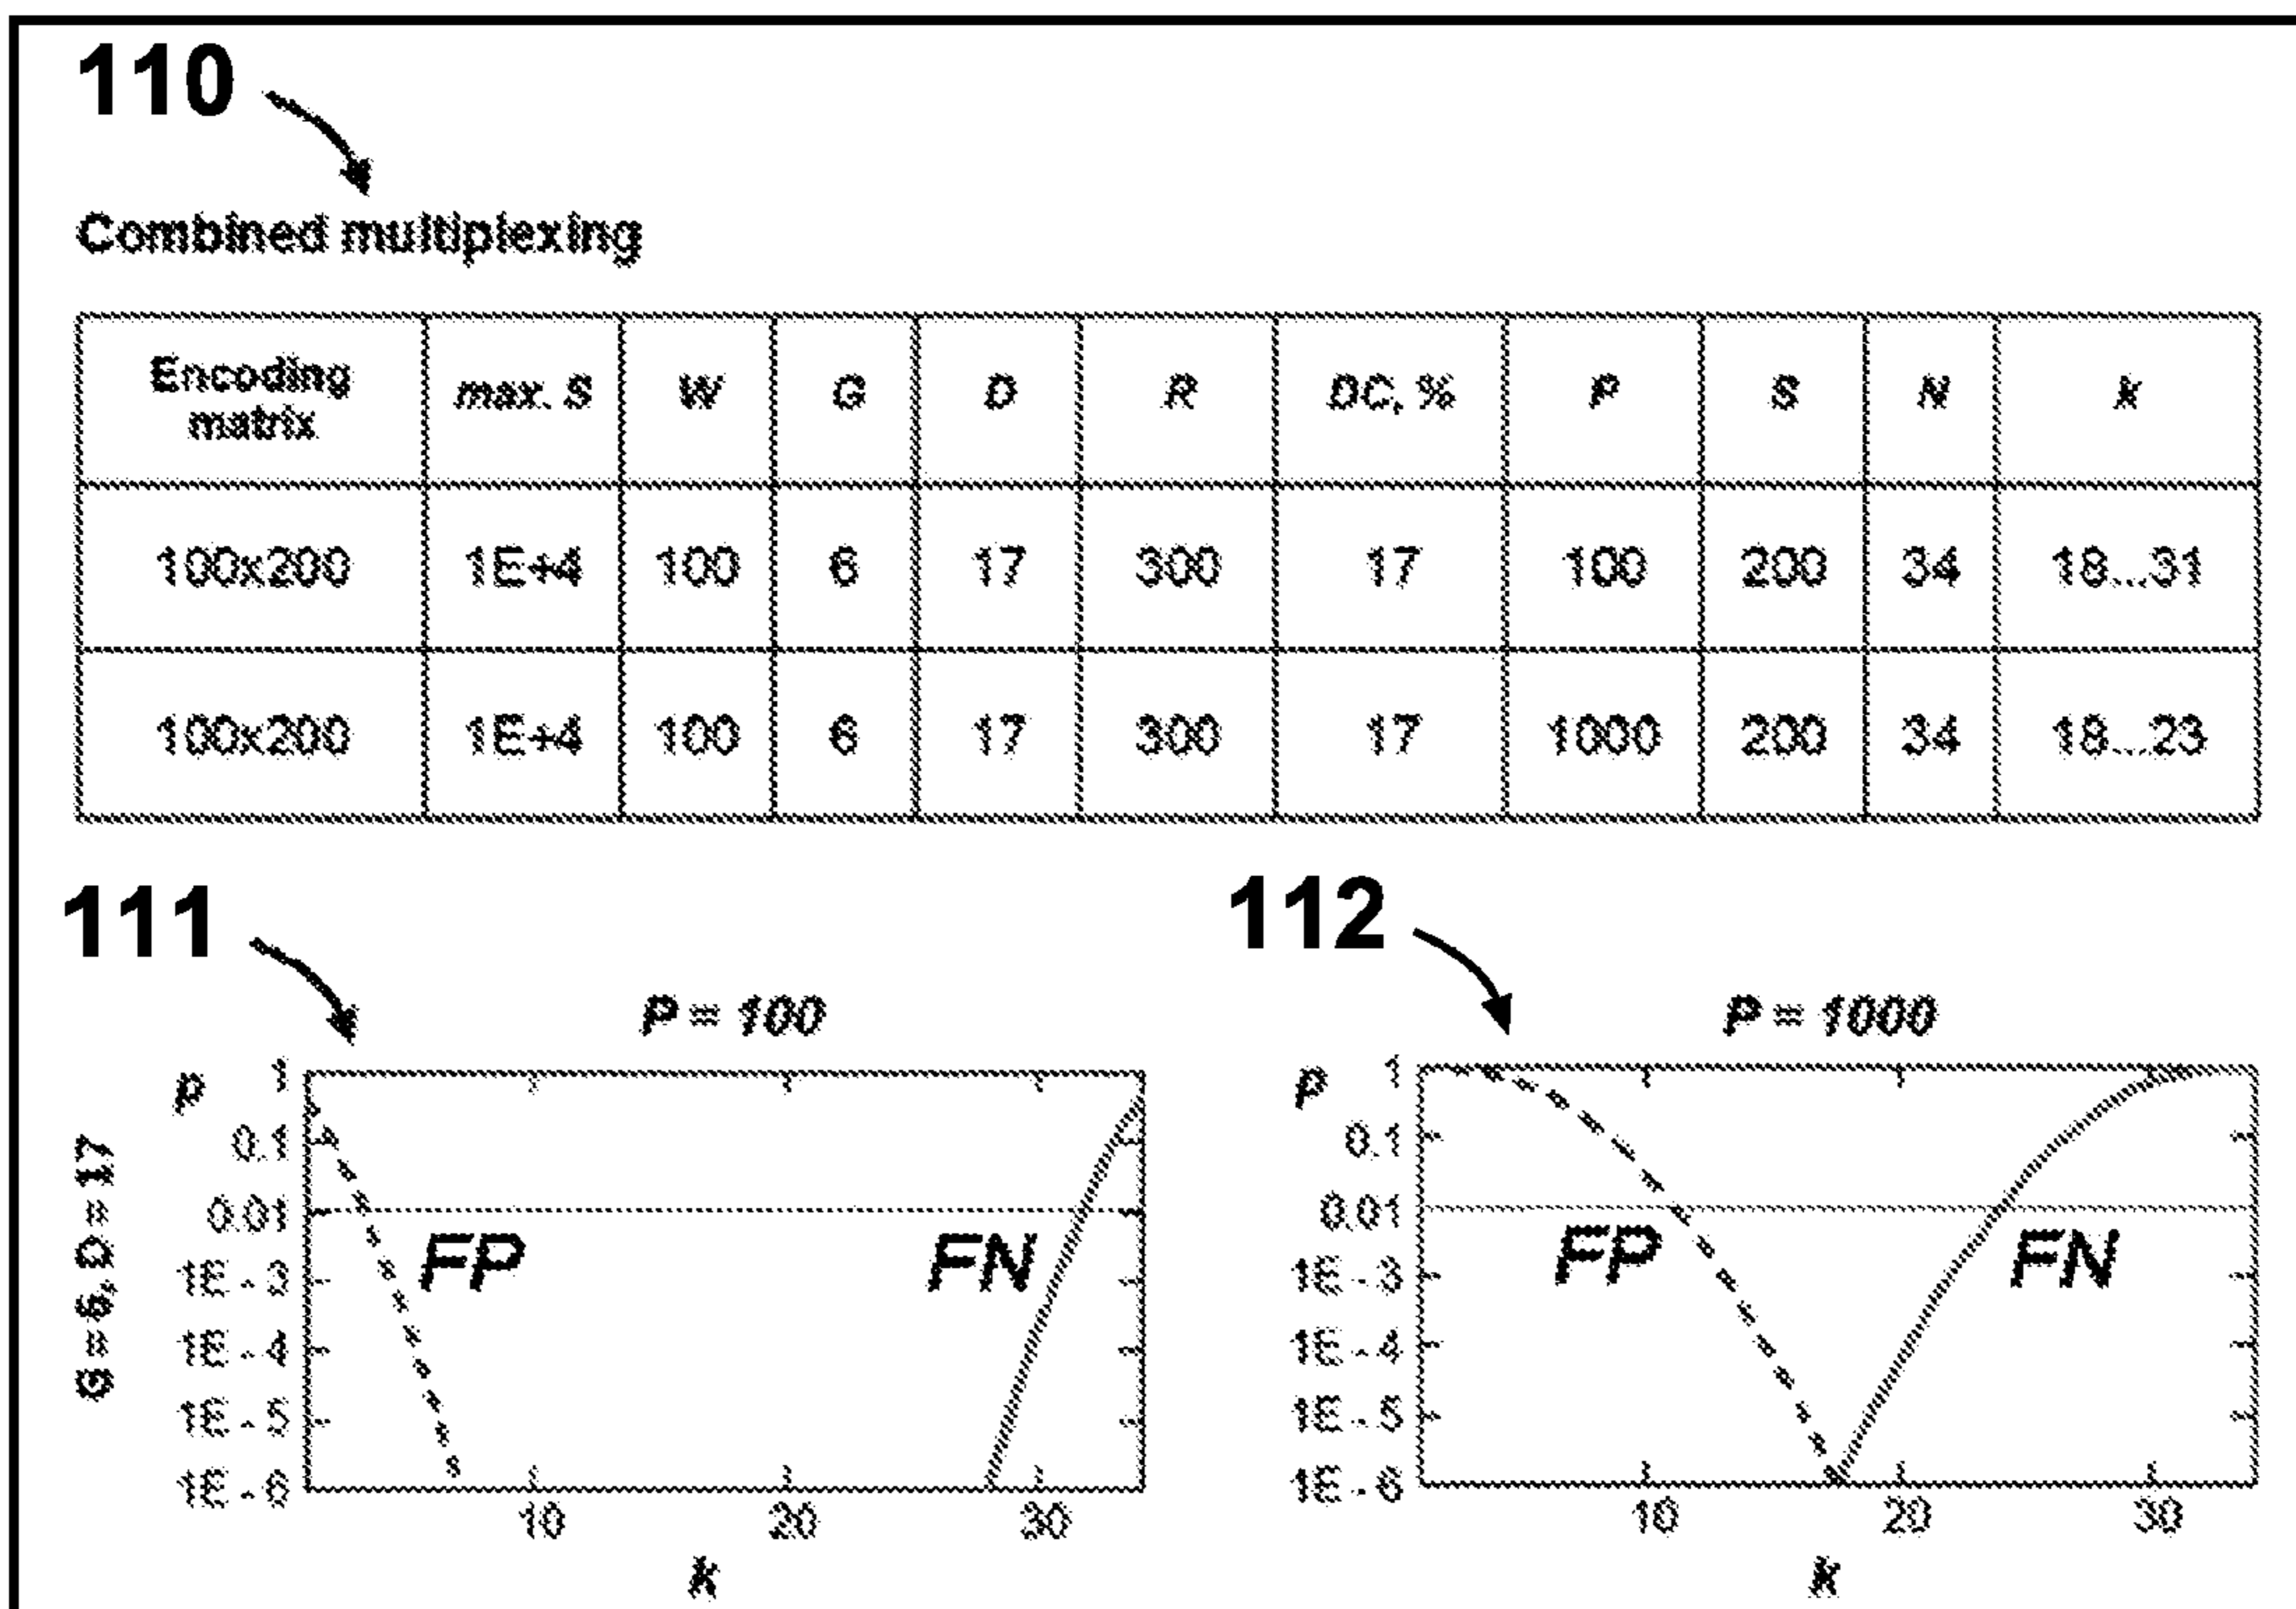 110
Combined multiplexing
Encoding matrix max. S W G D R DC, % P S N k
100x200 1E+4 100 6 17 300 17 100 200 34 18...31
100x200 1E+4 100 6 17 300 17 1000 200 34 18...23
111
112
P = 100
P = 1000
G = 6, D = 17
p
1
0.1
0.01
1E - 3
1E - 4
1E - 5
1E - 6
FP
FN
10 20 30
k
p
1
0.1
0.01
1E - 3
1E - 4
1E - 5
1E - 6
FP
FN
10 20 30
k